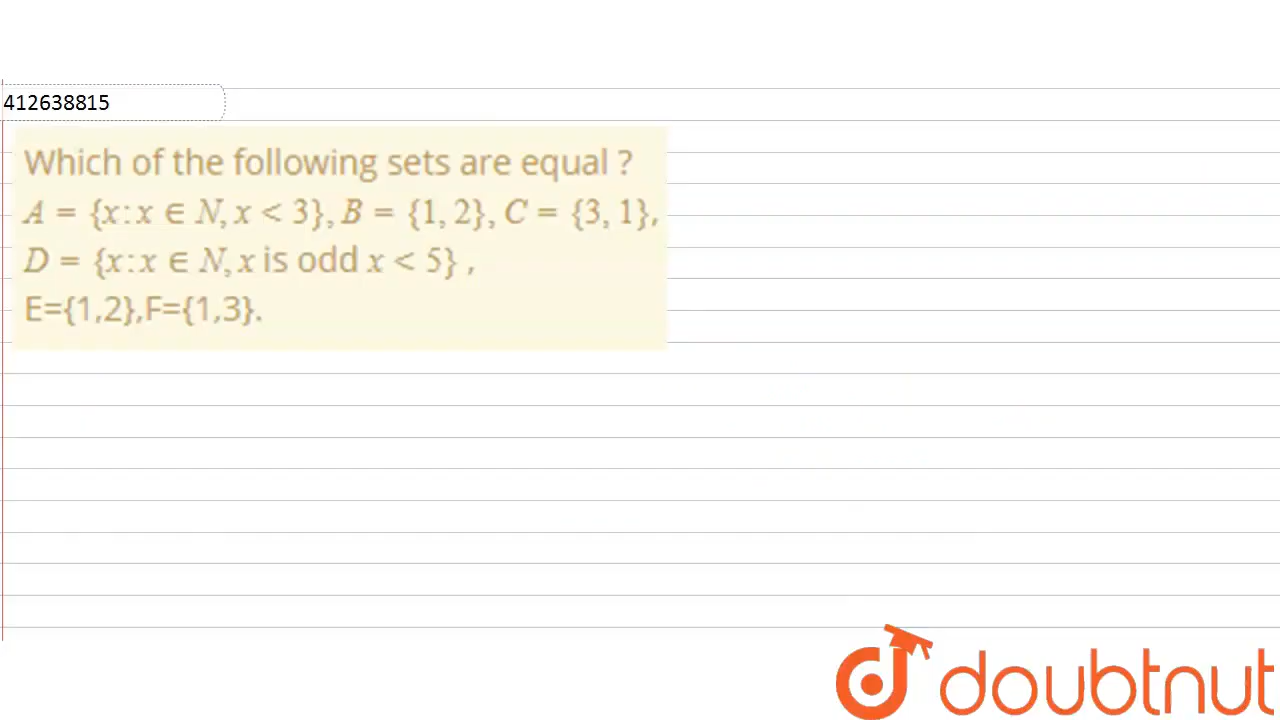 412638815
Which of the following sets are equal ?
A = {x:x ∈ N, x < 3}, B = {1, 2}, C = {3, 1},
D = {x:x ∈ N, x is odd x < 5} ,
E={1,2},F={1,3}.
doubtnut